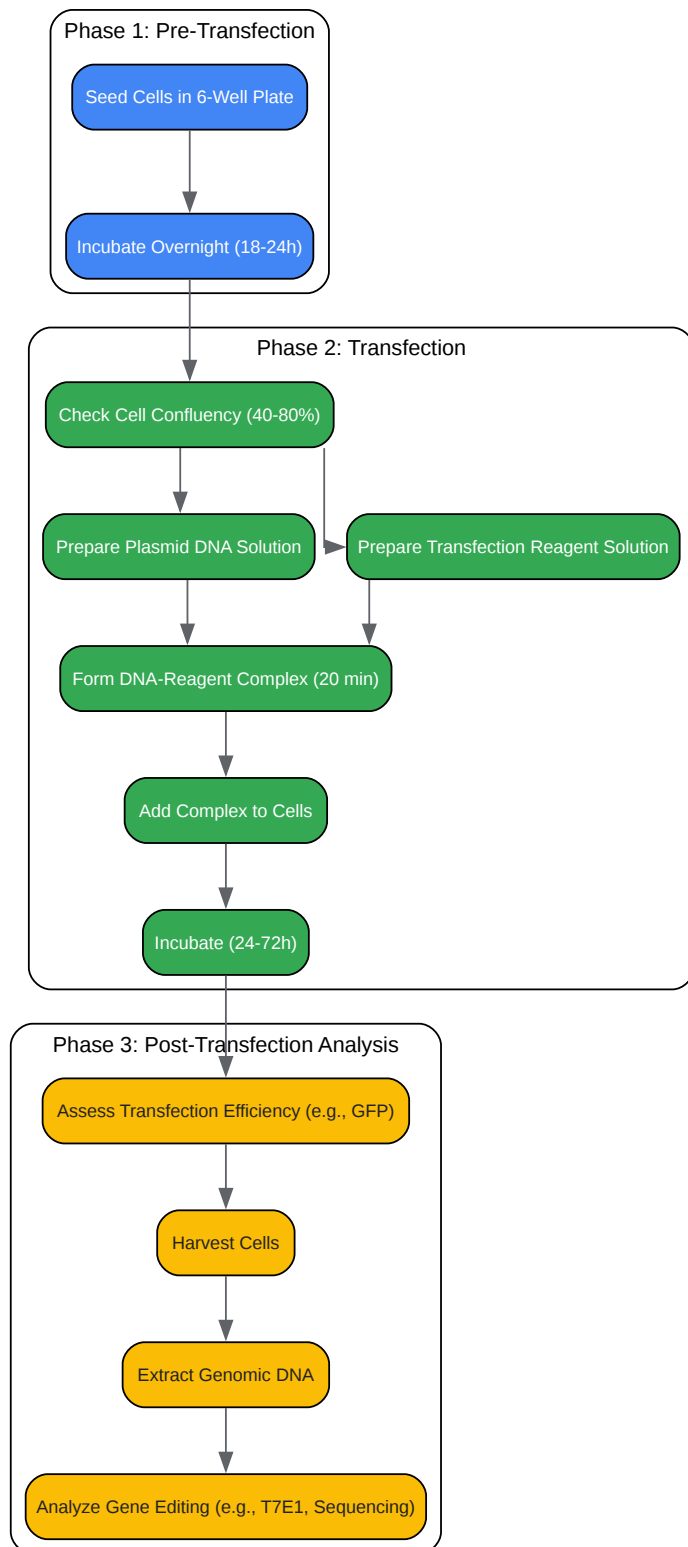 Phase 1: Pre-Transfection
Seed Cells in 6-Well Plate
Incubate Overnight (18-24h)
Phase 2: Transfection
Check Cell Confluency (40-80%)
Prepare Plasmid DNA Solution
Prepare Transfection Reagent Solution
Form DNA-Reagent Complex (20 min)
Add Complex to Cells
Incubate (24-72h)
Phase 3: Post-Transfection Analysis
Assess Transfection Efficiency (e.g., GFP)
Harvest Cells
Extract Genomic DNA
Analyze Gene Editing (e.g., T7E1, Sequencing)